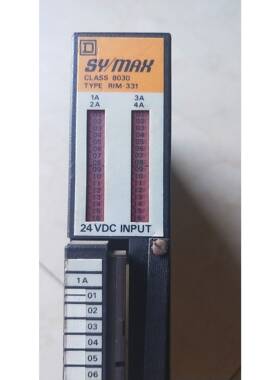 D
SY/MAX
CLASS 8030
TYPE RIM-331
1A 3A
2A 4A
24 VDC INPUT
1A
01
02
03
04
05
06